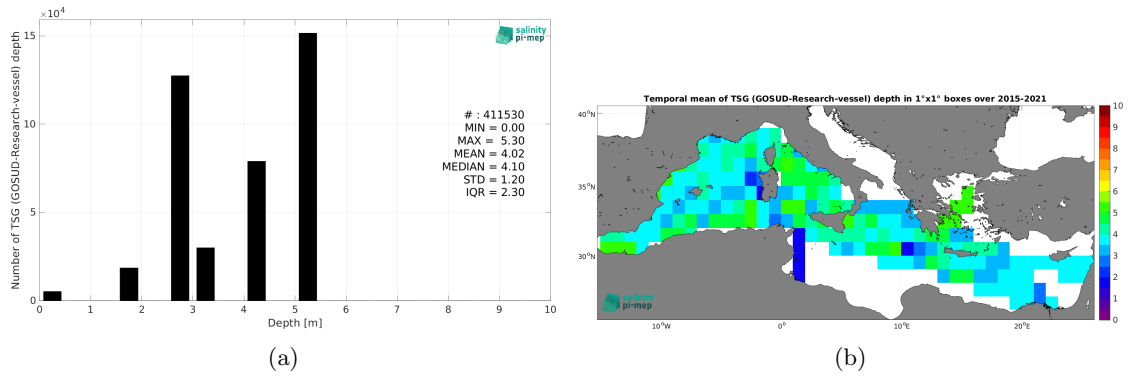 ×10⁴
15
10
5
0
Number of TSG (GOSUD-Research-vessel) depth
0 1 2 3 4 5 6 7 8 9 10
Depth [m]
salinity
pi-mep
# : 411530
MIN = 0.00
MAX = 5.30
MEAN = 4.02
MEDIAN = 4.10
STD = 1.20
IQR = 2.30
(a)
Temporal mean of TSG (GOSUD-Research-vessel) depth in 1°x1° boxes over 2015-2021
40°N
35°N
30°N
10°W 0° 10°E 20°E
salinity
pi-mep
10
9
8
7
6
5
4
3
2
1
0
(b)